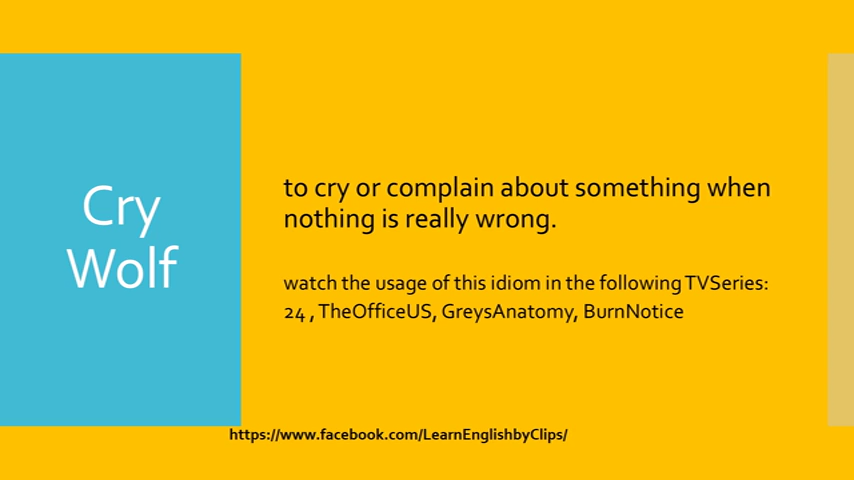 Cry
Wolf
to cry or complain about something when
nothing is really wrong.
watch the usage of this idiom in the following TVSeries:
24 , TheOfficeUS, GreysAnatomy, BurnNotice
https://www.facebook.com/LearnEnglishbyClips/